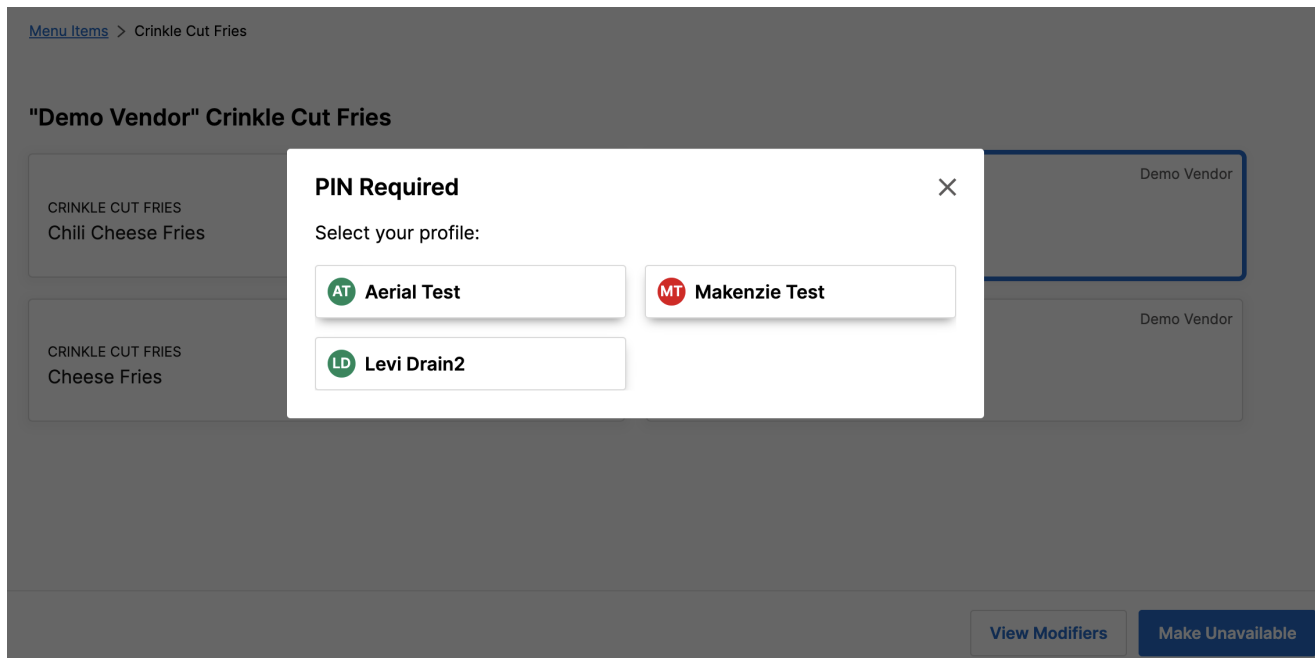 Menu Items > Crinkle Cut Fries
"Demo Vendor" Crinkle Cut Fries
PIN Required
Select your profile:
AT Aerial Test
MT Makenzie Test
LD Levi Drain2
CRINKLE CUT FRIES
Chili Cheese Fries
Demo Vendor
CRINKLE CUT FRIES
Cheese Fries
Demo Vendor
View Modifiers
Make Unavailable